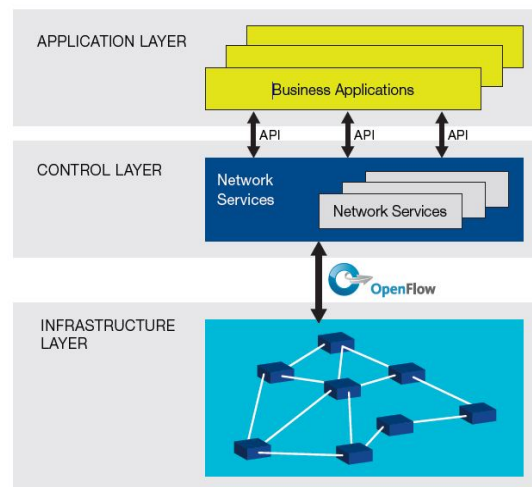 APPLICATION LAYER
Business Applications
API
API
API
CONTROL LAYER
Network
Services
Network Services
OpenFlow
INFRASTRUCTURE
LAYER